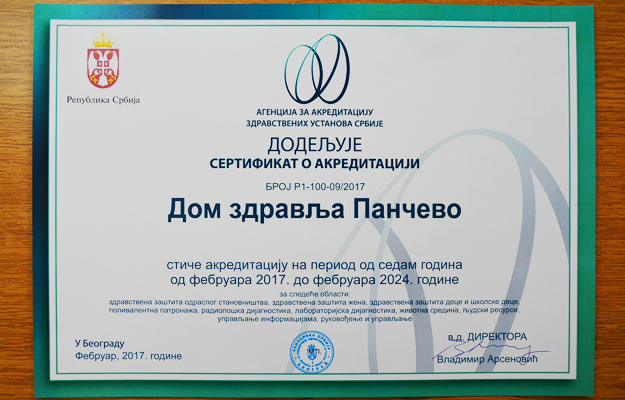 Република Србија
АГЕНЦИЈА ЗА АКРЕДИТАЦИЈУ
ЗДРАВСТВЕНИХ УСТАНОВА СРБИЈЕ
ДОДЕЉУЈЕ
СЕРТИФИКАТ О АКРЕДИТАЦИЈИ
БРОЈ Р1-100-09/2017
Дом здравља Панчево
стиче акредитацију на период од седам година
од фебруара 2017. до фебруара 2024. године
за следеће области:
здравствена заштита одраслог становништва, здравствена заштита жена, здравствена заштита деце и школске деце,
поливалентна патронажа, радиолошка дијагностика, лабораторијска дијагностика, животна средина, људски ресурси,
управљање информацијама, руковођење и управљање
У Београду
Фебруар, 2017. године
в.д. ДИРЕКТОРА
Владимир Арсеновић